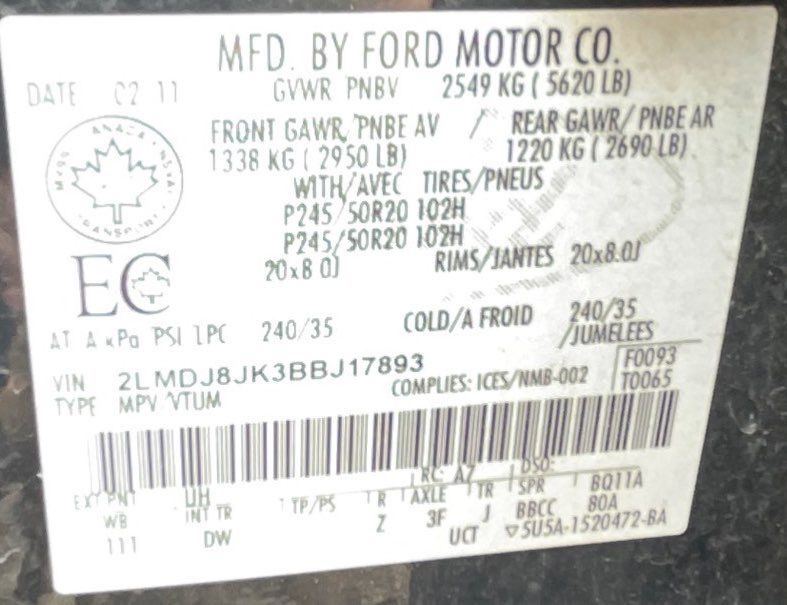 MFD. BY FORD MOTOR CO.
DATE 02 11 GVWR PNBV 2549 KG ( 5620 LB)
FRONT GAWR/PNBE AV / REAR GAWR/ PNBE AR
1338 KG ( 2950 LB) 1220 KG ( 2690 LB)
WITH/AVEC TIRES/PNEUS
P245/50R20 102H
P245/50R20 102H
20x8.0J RIMS/JANTES 20x8.0J
EC
AT A kPa PSI LPC 240/35 COLD/A FROID 240/35
/JUMELEES
VIN 2LMDJ8JK3BBJ17893 F0093
TYPE MPV/VTUM COMPLIES: ICES/NMB-002 T0065
RC: A7 DSO:
EXT PNT UH TP/PS R AXLE TR SPR BQ11A
WB INT TR Z 3F J BBCC 80A
111 DW UCT ▽5U5A-1520472-BA